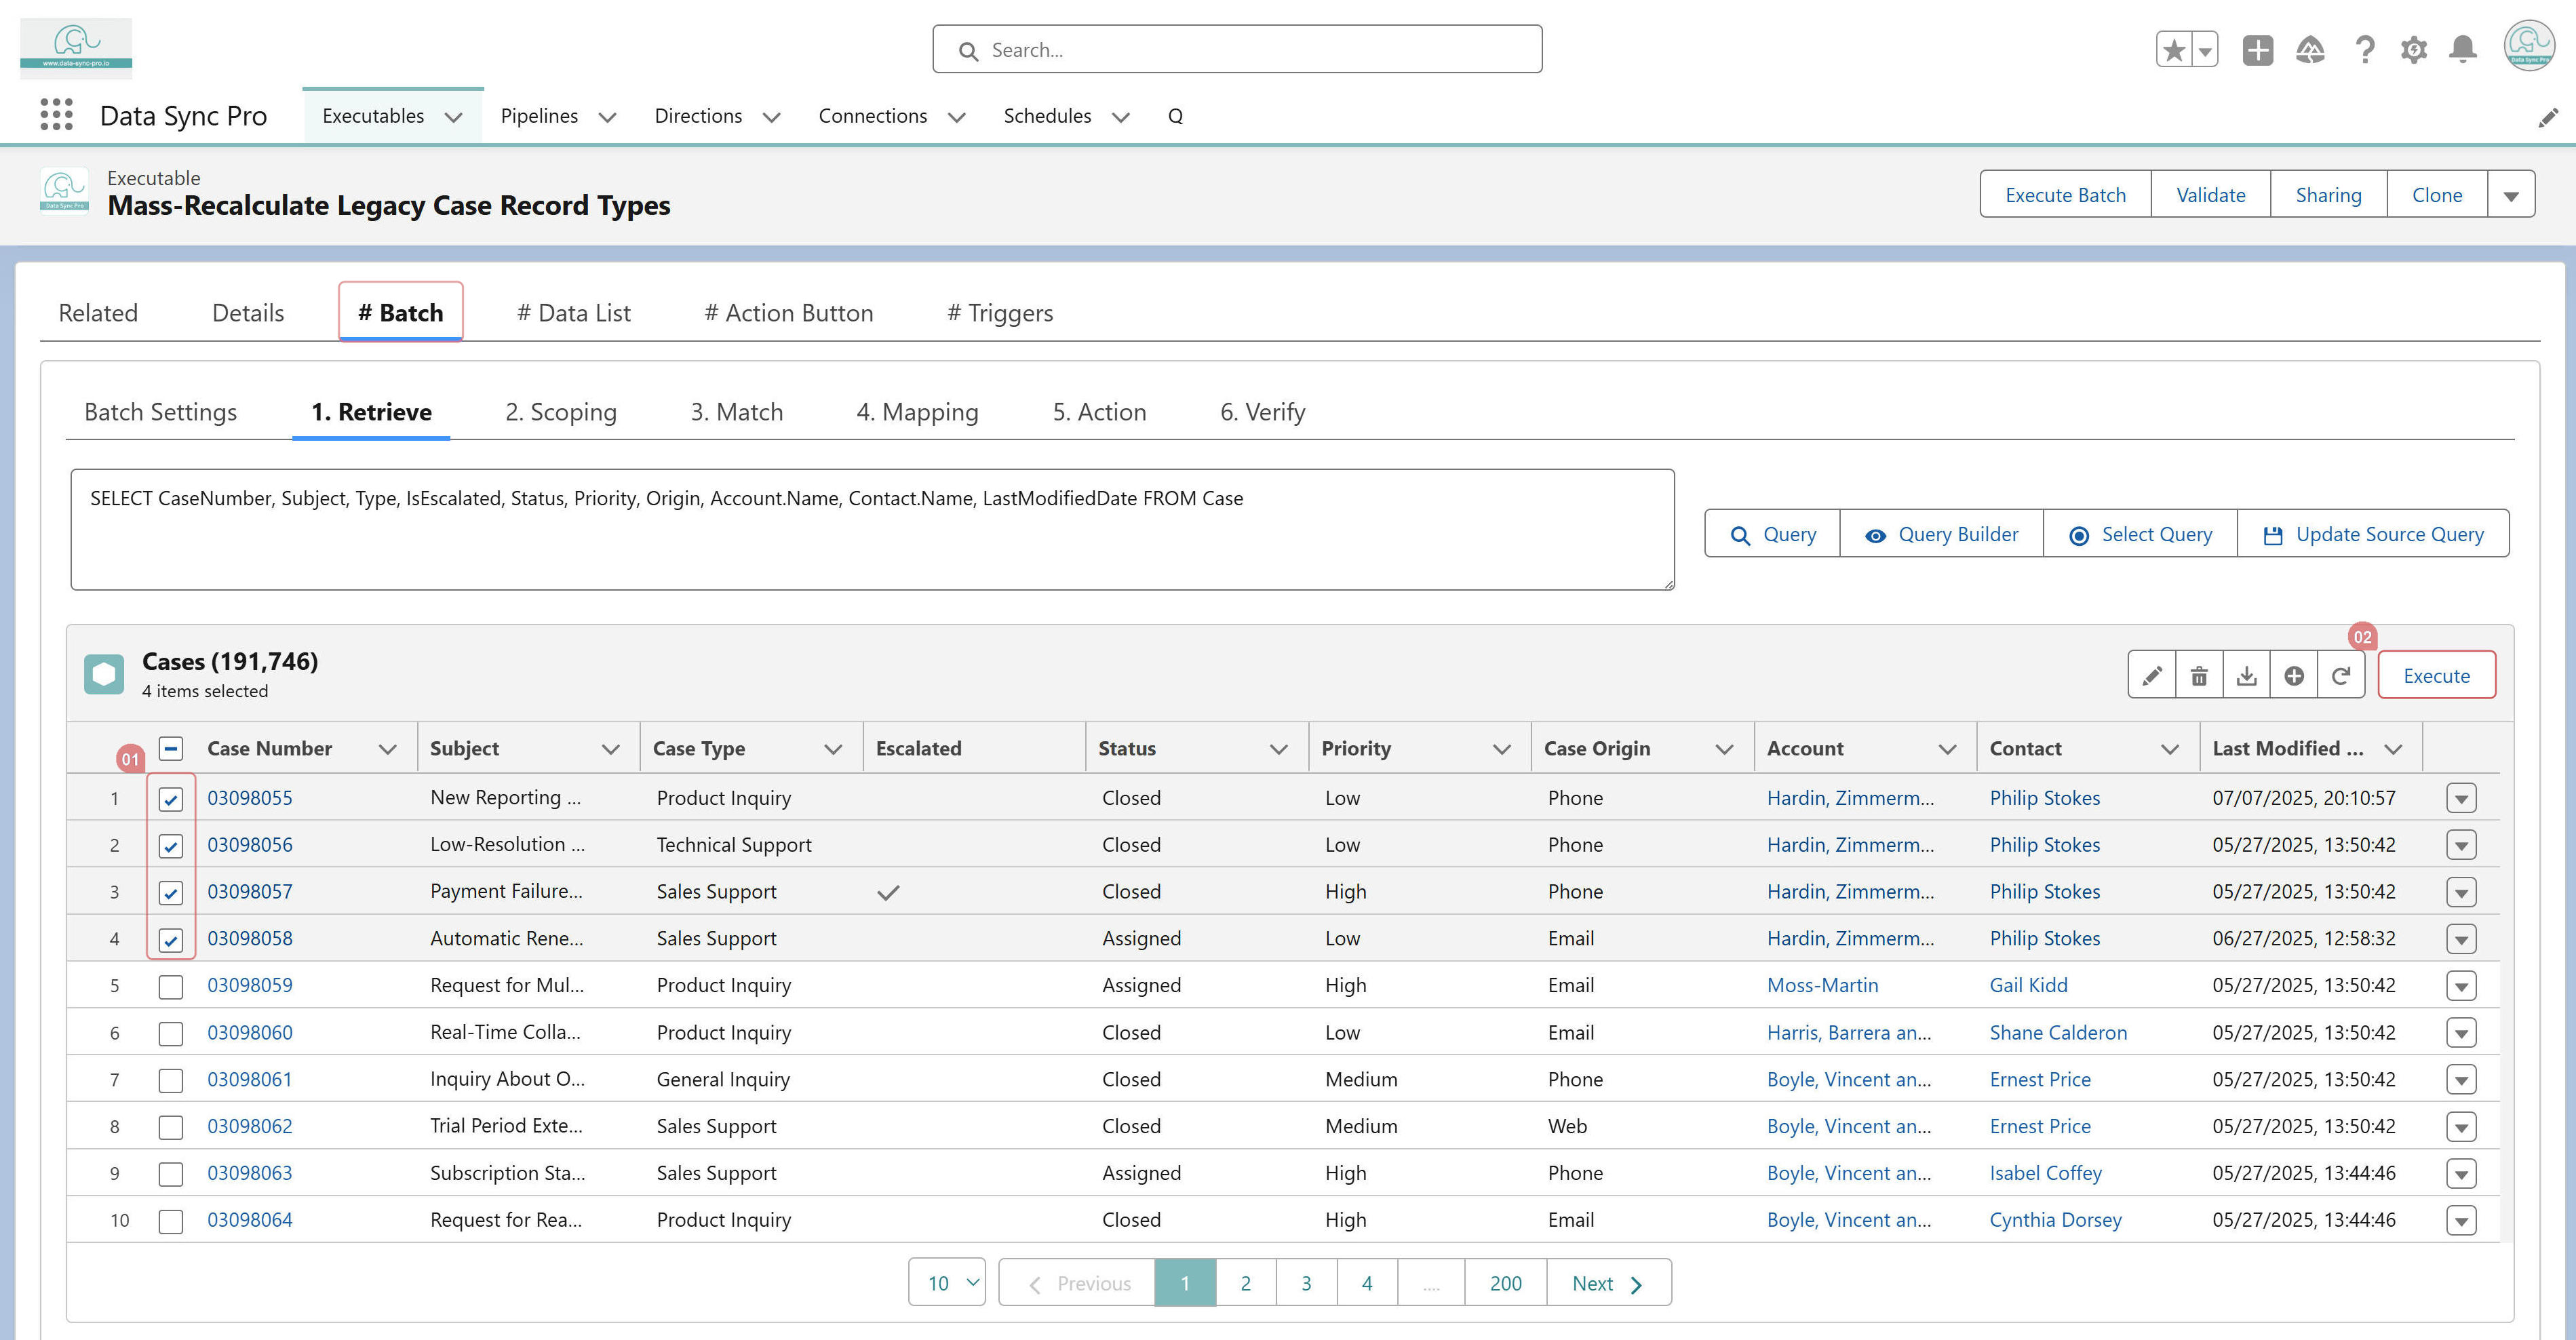 www.data-sync-pro.io
Search...
Data Sync Pro
Data Sync Pro Executables Pipelines Directions Connections Schedules Q
Executable
Data Sync Pro
Mass-Recalculate Legacy Case Record Types
Execute Batch Validate Sharing Clone
Related Details # Batch # Data List # Action Button # Triggers
Batch Settings 1. Retrieve 2. Scoping 3. Match 4. Mapping 5. Action 6. Verify
SELECT CaseNumber, Subject, Type, IsEscalated, Status, Priority, Origin, Account.Name, Contact.Name, LastModifiedDate FROM Case
Query Query Builder Select Query Update Source Query
02
Cases (191,746)
4 items selected
Execute
01
Case Number Subject Case Type Escalated Status Priority Case Origin Account Contact Last Modified ...
1 03098055 New Reporting ... Product Inquiry Closed Low Phone Hardin, Zimmerm... Philip Stokes 07/07/2025, 20:10:57
2 03098056 Low-Resolution ... Technical Support Closed Low Phone Hardin, Zimmerm... Philip Stokes 05/27/2025, 13:50:42
3 03098057 Payment Failure... Sales Support Closed High Phone Hardin, Zimmerm... Philip Stokes 05/27/2025, 13:50:42
4 03098058 Automatic Rene... Sales Support Assigned Low Email Hardin, Zimmerm... Philip Stokes 06/27/2025, 12:58:32
5 03098059 Request for Mul... Product Inquiry Assigned High Email Moss-Martin Gail Kidd 05/27/2025, 13:50:42
6 03098060 Real-Time Colla... Product Inquiry Closed Low Email Harris, Barrera an... Shane Calderon 05/27/2025, 13:50:42
7 03098061 Inquiry About O... General Inquiry Closed Medium Phone Boyle, Vincent an... Ernest Price 05/27/2025, 13:50:42
8 03098062 Trial Period Exte... Sales Support Closed Medium Web Boyle, Vincent an... Ernest Price 05/27/2025, 13:50:42
9 03098063 Subscription Sta... Sales Support Assigned High Phone Boyle, Vincent an... Isabel Coffey 05/27/2025, 13:44:46
10 03098064 Request for Rea... Product Inquiry Closed High Email Boyle, Vincent an... Cynthia Dorsey 05/27/2025, 13:44:46
10 Previous 1 2 3 4 .... 200 Next